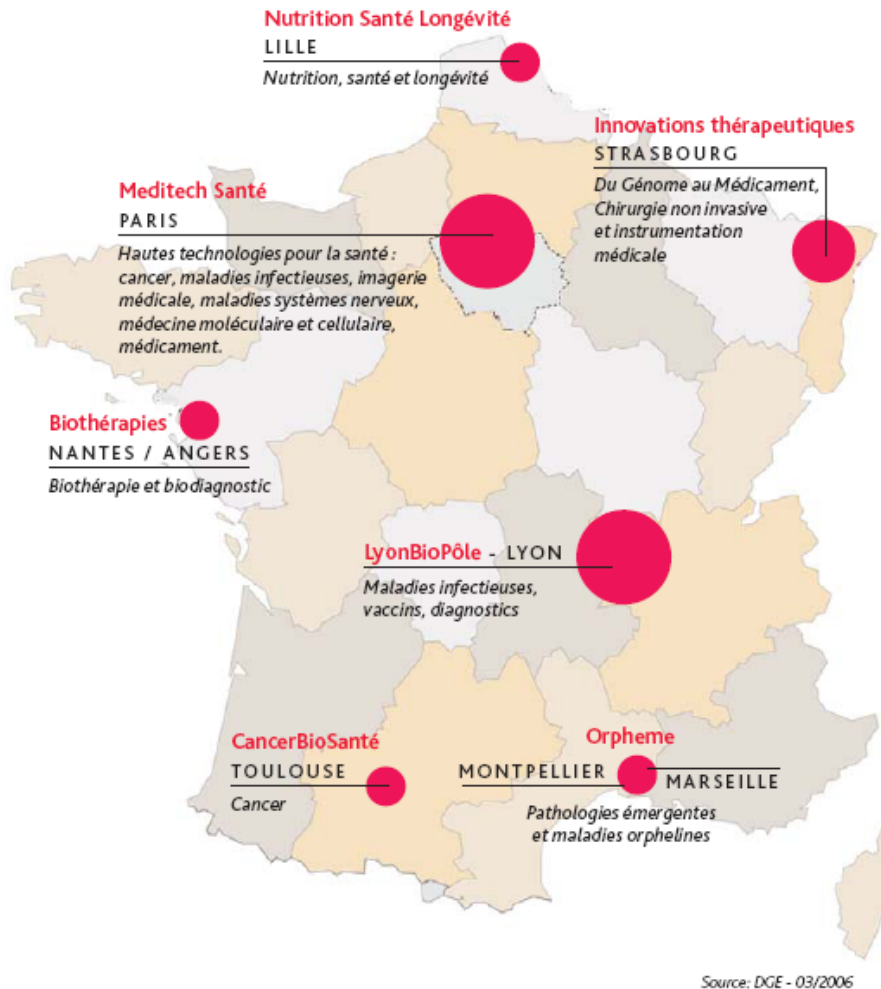 Nutrition Santé Longévité
LILLE
Nutrition, santé et longévité
Innovations thérapeutiques
STRASBOURG
Du Génome au Médicament,
Chirurgie non invasive
et instrumentation
médicale
Meditech Santé
PARIS
Hautes technologies pour la santé :
cancer, maladies infectieuses, imagerie
médicale, maladies systèmes nerveux,
médecine moléculaire et cellulaire,
médicament.
Biothérapies
NANTES / ANGERS
Biothérapie et biodiagnostic
LyonBioPôle - LYON
Maladies infectieuses,
vaccins, diagnostics
CancerBioSanté
TOULOUSE
Cancer
Orpheme
MONTPELLIER
MARSEILLE
Pathologies émergentes
et maladies orphelines
Source: DGE - 03/2006